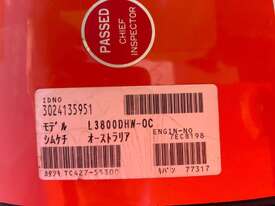 PASSED
CHIEF
INSPECTOR
IDNO
3024135951
モデル L3800DHW-OC
シムケチ オーストラリア
ENGIN-NO
7EC8198
TC427-55300
77317